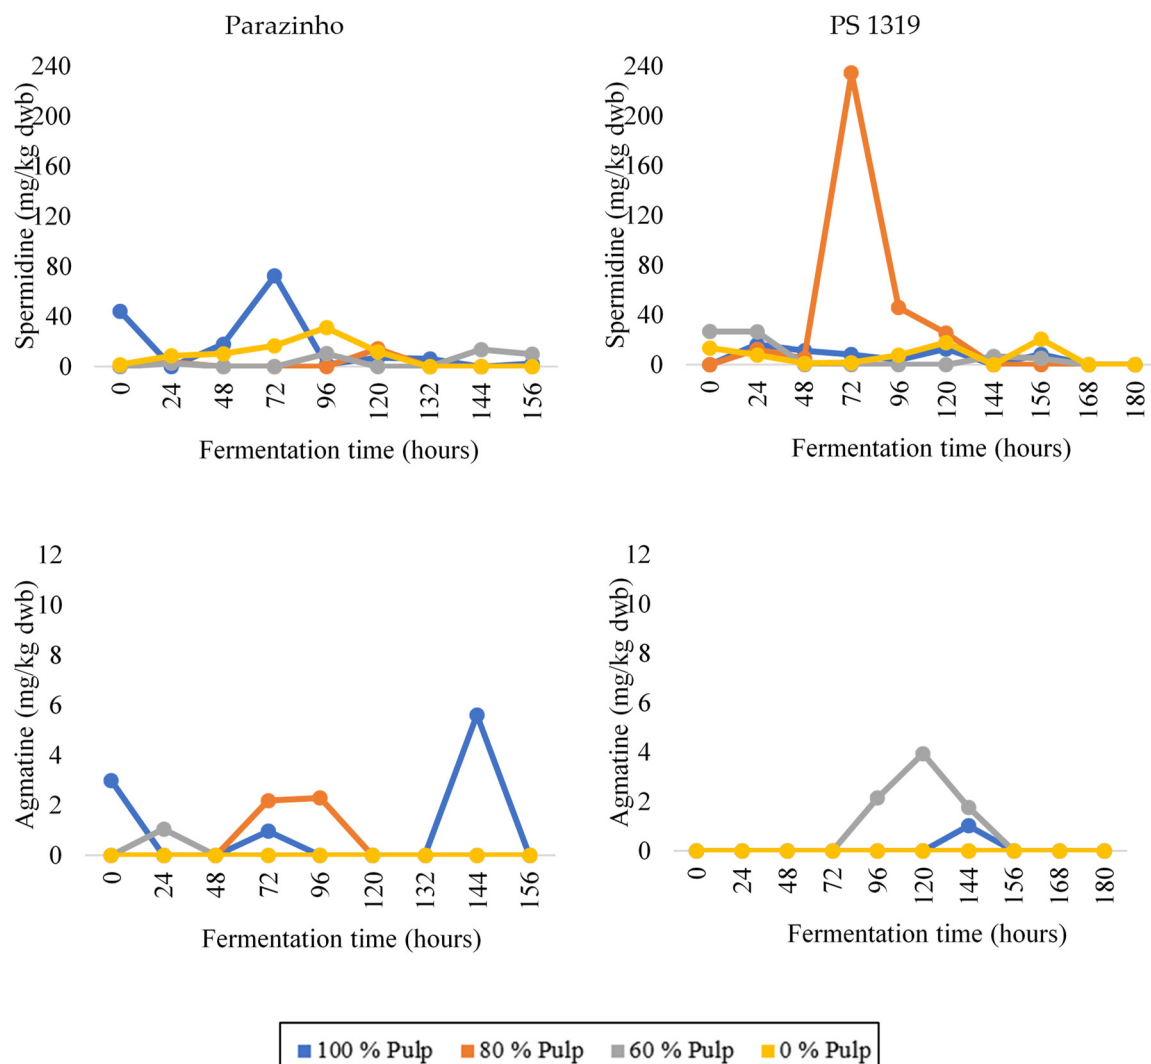 Parazinho
PS 1319
Spermidine (mg/kg dwb)
240
200
160
120
80
40
0
0 24 48 72 96 120 132 144 156
Fermentation time (hours)
Spermidine (mg/kg dwb)
240
200
160
120
80
40
0
0 24 48 72 96 120 144 156 168 180
Fermentation time (hours)
Agmatine (mg/kg dwb)
12
10
8
6
4
2
0
0 24 48 72 96 120 132 144 156
Fermentation time (hours)
Agmatine (mg/kg dwb)
12
10
8
6
4
2
0
0 24 48 72 96 120 144 156 168 180
Fermentation time (hours)
100 % Pulp 80 % Pulp 60 % Pulp 0 % Pulp